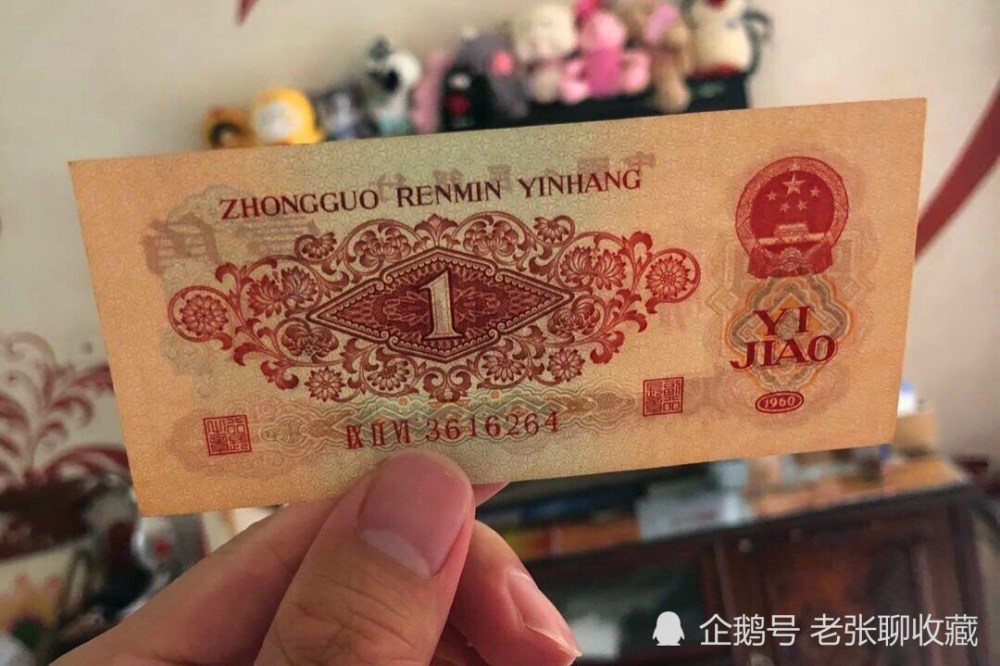 ZHONGGUO RENMIN YINHANG
1
YI
JIAO
1960
IX II VI 3616264
企鹅号 老张聊收藏